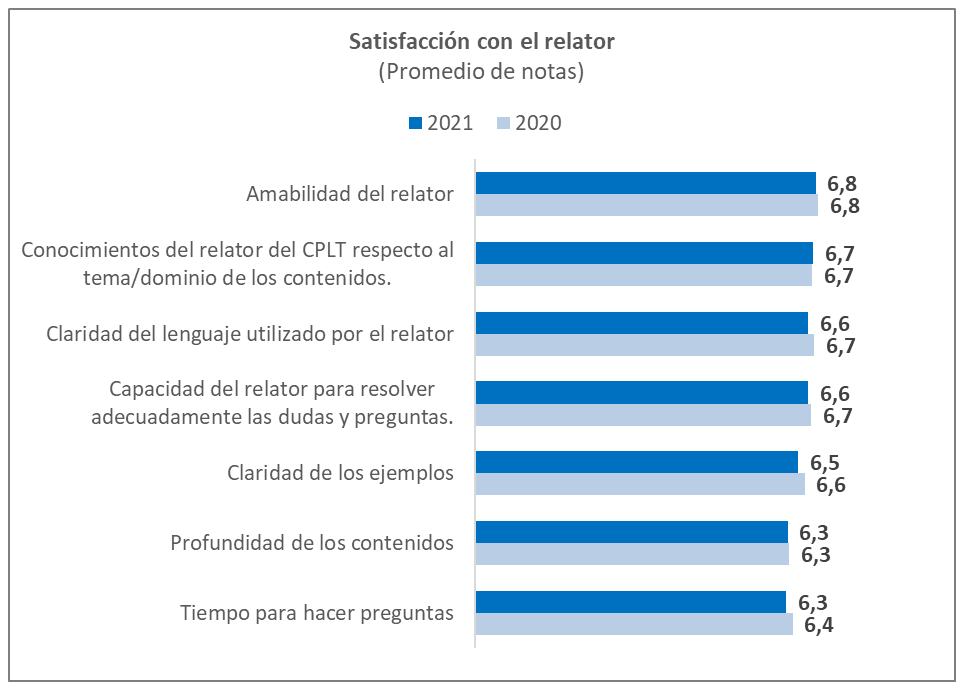 Satisfacción con el relator
(Promedio de notas)
2021 2020
Amabilidad del relator
6,8
6,8
Conocimientos del relator del CPLT respecto al
tema/dominio de los contenidos.
6,7
6,7
Claridad del lenguaje utilizado por el relator
6,6
6,7
Capacidad del relator para resolver
adecuadamente las dudas y preguntas.
6,6
6,7
Claridad de los ejemplos
6,5
6,6
Profundidad de los contenidos
6,3
6,3
Tiempo para hacer preguntas
6,3
6,4